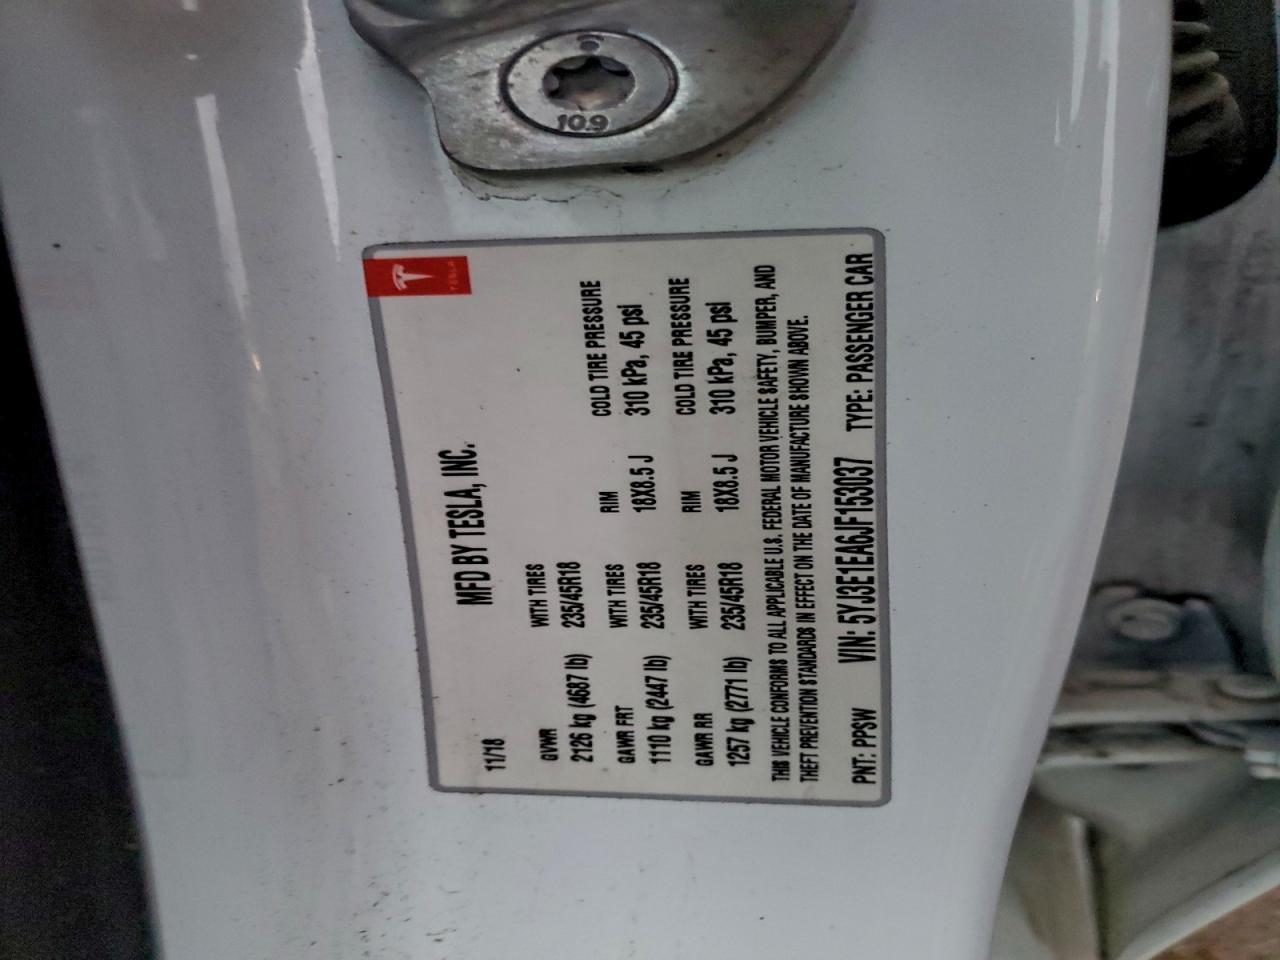 10.9
TESLA
MFD BY TESLA, INC.
11/18
GVWR WITH TIRES
2126 kg (4687 lb) 235/45R18
GAWR FRT WITH TIRES RIM COLD TIRE PRESSURE
1110 kg (2447 lb) 235/45R18 18X8.5 J 310 kPa, 45 psi
GAWR RR WITH TIRES RIM COLD TIRE PRESSURE
1257 kg (2771 lb) 235/45R18 18X8.5 J 310 kPa, 45 psi
THIS VEHICLE CONFORMS TO ALL APPLICABLE U.S. FEDERAL MOTOR VEHICLE SAFETY, BUMPER, AND
THEFT PREVENTION STANDARDS IN EFFECT ON THE DATE OF MANUFACTURE SHOWN ABOVE.
PNT: PPSW VIN: 5YJ3E1EA6JF153037 TYPE: PASSENGER CAR